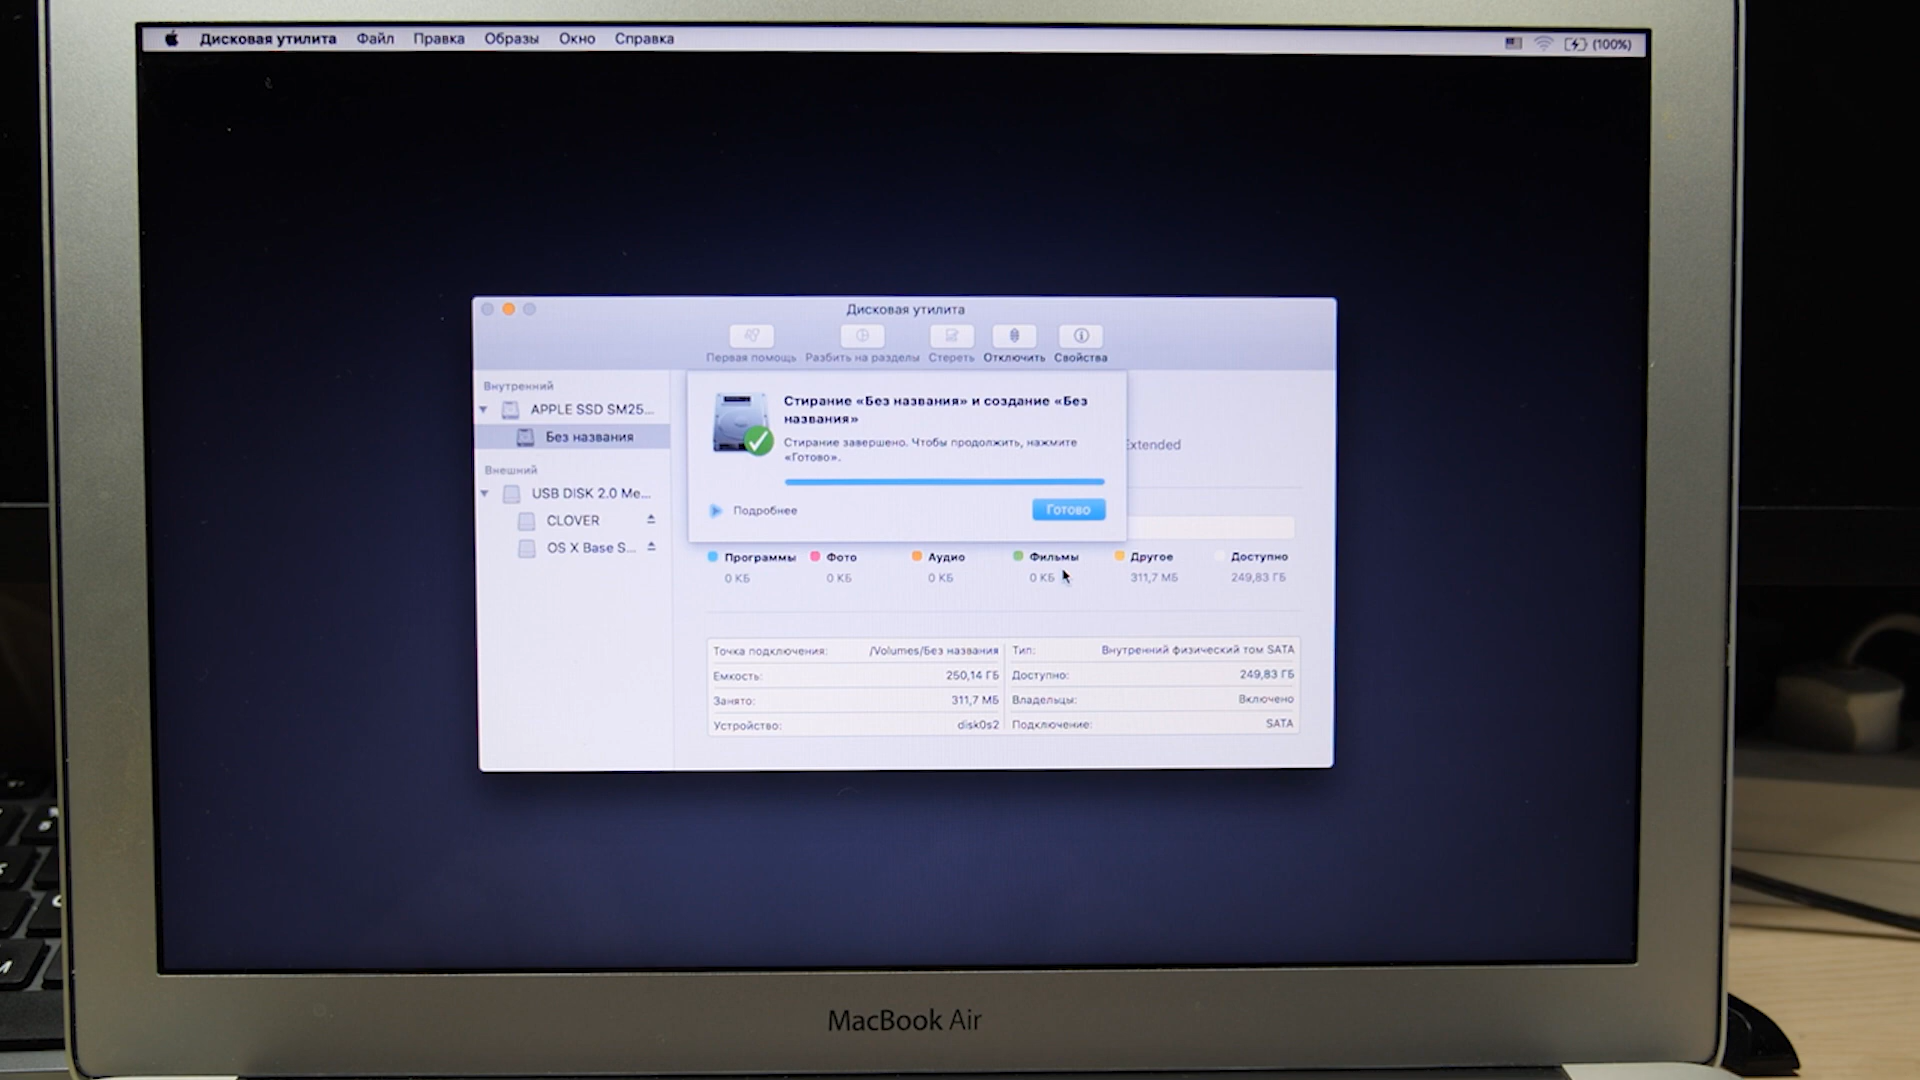 Дисковая утилита Файл Правка Образы Окно Справка (100%)
Дисковая утилита
Первая помощь Разбить на разделы Стереть Отключить Свойства
Внутренний
APPLE SSD SM25...
Без названия
Внешний
USB DISK 2.0 Me...
CLOVER
OS X Base S...
Стирание «Без названия» и создание «Без
названия»
Стирание завершено. Чтобы продолжить, нажмите
«Готово».
Подробнее
Готово
Extended
Программы Фото Аудио Фильмы Другое Доступно
0 КБ 0 КБ 0 КБ 0 КБ 311,7 МБ 249,83 ГБ
Точка подключения: /Volumes/Без названия Тип: Внутренний физический том SATA
Емкость: 250,14 ГБ Доступно: 249,83 ГБ
Занято: 311,7 МБ Владельцы: Включено
Устройство: disk0s2 Подключение: SATA
MacBook Air